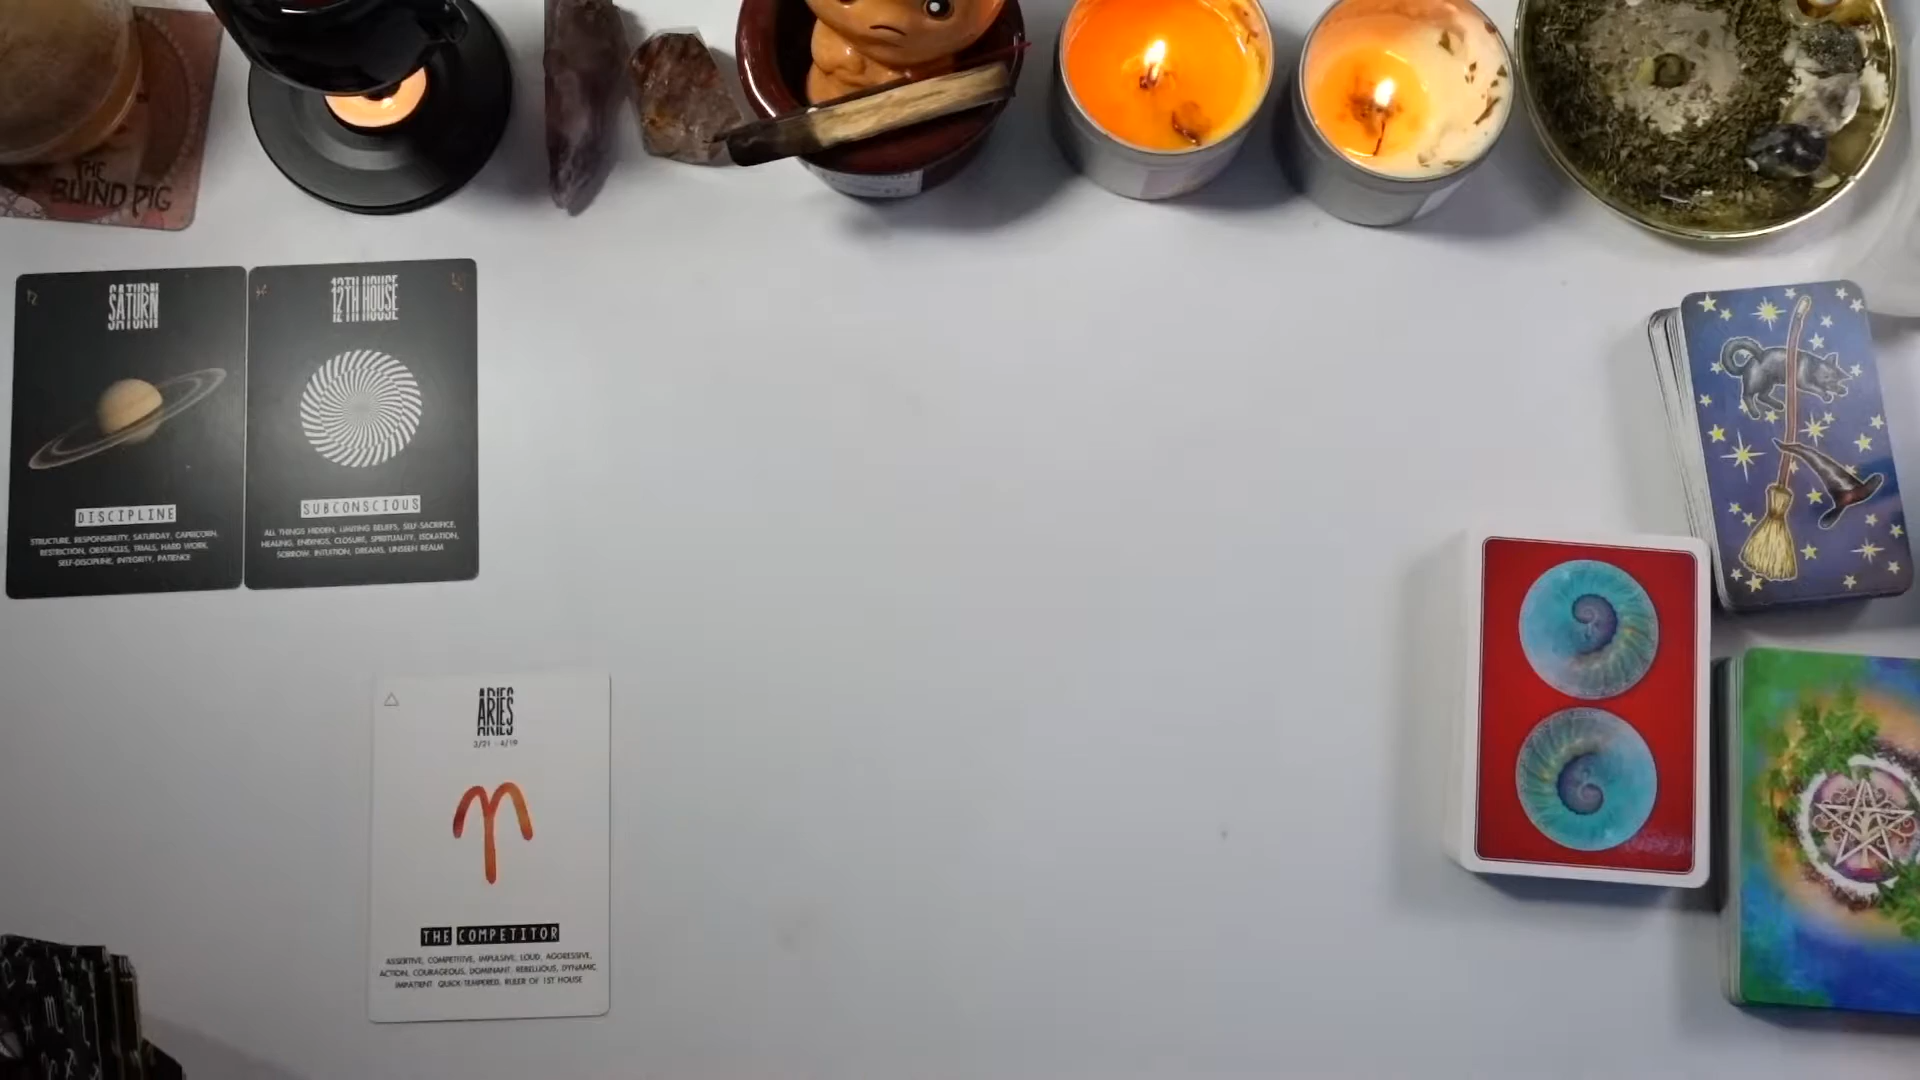 THE
BLIND PIG
SATURN
DISCIPLINE
STRUCTURE, RESPONSIBILITY, SATURDAY, CAPRICORN,
RESTRICTION, OBSTACLES, TRIALS, HARD WORK,
SELF-DISCIPLINE, INTEGRITY, PATIENCE
12TH HOUSE
SUBCONSCIOUS
ALL THINGS HIDDEN, LIMITING BELIEFS, SELF-SACRIFICE,
HEALING, ENDINGS, CLOSURE, SPIRITUALITY, ISOLATION,
SORROW, INTUITION, DREAMS, UNSEEN REALM
ARIES
3/21 - 4/19
THE COMPETITOR
ASSERTIVE, COMPETITIVE, IMPULSIVE, LOUD, AGGRESSIVE,
ACTION, COURAGEOUS, DOMINANT, REBELLIOUS, DYNAMIC
IMPATIENT, QUICK-TEMPERED, RULER OF 1ST HOUSE